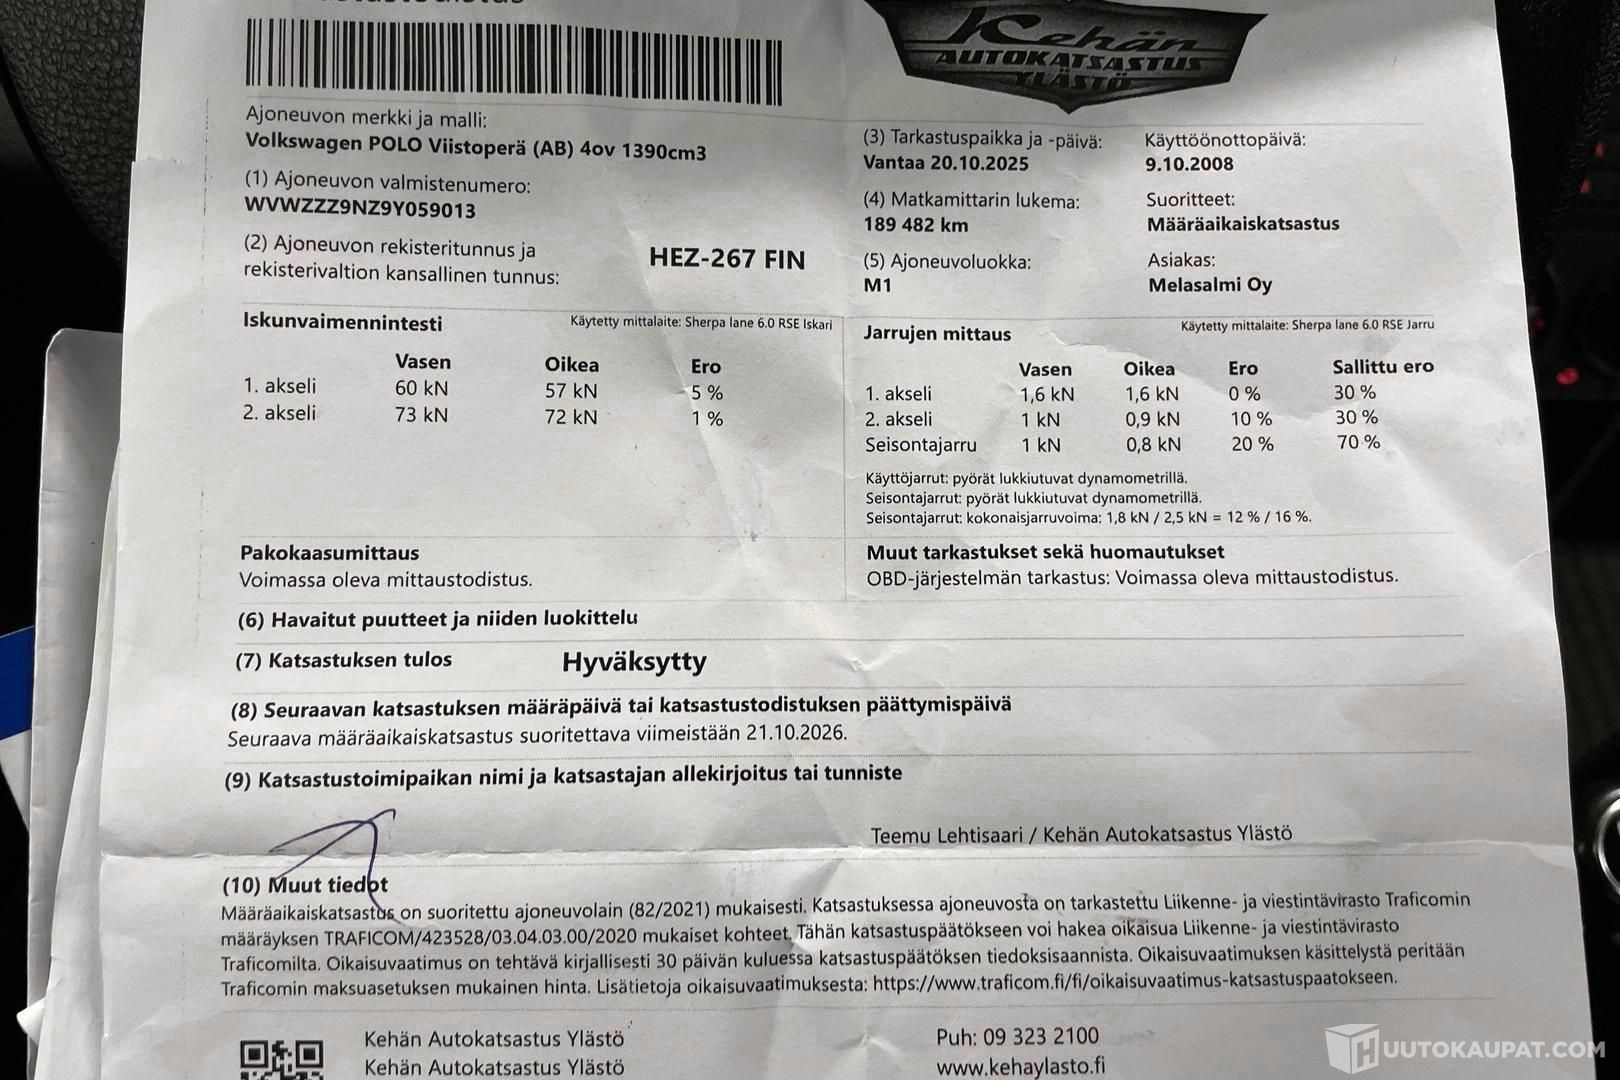 Kehän
AUTOKATSASTUS
YLÄSTÖ
Ajoneuvon merkki ja malli:
Volkswagen POLO Viistoperä (AB) 4ov 1390cm3
(1) Ajoneuvon valmistenumero:
WVWZZZ9NZ9Y059013
(2) Ajoneuvon rekisteritunnus ja
rekisterivaltion kansallinen tunnus:
HEZ-267 FIN
(3) Tarkastuspaikka ja -päivä:
Vantaa 20.10.2025
Käyttöönottopäivä:
9.10.2008
(4) Matkamittarin lukema:
189 482 km
Suoritteet:
Määräaikaiskatsastus
(5) Ajoneuvoluokka:
M1
Asiakas:
Melasalmi Oy
Iskunvaimennintesti Käytetty mittalaite: Sherpa lane 6.0 RSE Iskari
Vasen Oikea Ero
1. akseli 60 kN 57 kN 5 %
2. akseli 73 kN 72 kN 1 %
Jarrujen mittaus Käytetty mittalaite: Sherpa lane 6.0 RSE Jarru
Vasen Oikea Ero Sallittu ero
1. akseli 1,6 kN 1,6 kN 0 % 30 %
2. akseli 1 kN 0,9 kN 10 % 30 %
Seisontajarru 1 kN 0,8 kN 20 % 70 %
Käyttöjarrut: pyörät lukkiutuvat dynamometrillä.
Seisontajarrut: pyörät lukkiutuvat dynamometrillä.
Seisontajarrut: kokonaisjarruvoima: 1,8 kN / 2,5 kN = 12 % / 16 %.
Pakokaasumittaus
Voimassa oleva mittaustodistus.
Muut tarkastukset sekä huomautukset
OBD-järjestelmän tarkastus: Voimassa oleva mittaustodistus.
(6) Havaitut puutteet ja niiden luokittelu
(7) Katsastuksen tulos Hyväksytty
(8) Seuraavan katsastuksen määräpäivä tai katsastustodistuksen päättymispäivä
Seuraava määräaikaiskatsastus suoritettava viimeistään 21.10.2026.
(9) Katsastustoimipaikan nimi ja katsastajan allekirjoitus tai tunniste
Teemu Lehtisaari / Kehän Autokatsastus Ylästö
(10) Muut tiedot
Määräaikaiskatsastus on suoritettu ajoneuvolain (82/2021) mukaisesti. Katsastuksessa ajoneuvosta on tarkastettu Liikenne- ja viestintävirasto Traficomin
määräyksen TRAFICOM/423528/03.04.03.00/2020 mukaiset kohteet. Tähän katsastuspäätökseen voi hakea oikaisua Liikenne- ja viestintävirasto
Traficomilta. Oikaisuvaatimus on tehtävä kirjallisesti 30 päivän kuluessa katsastuspäätöksen tiedoksisaannista. Oikaisuvaatimuksen käsittelystä peritään
Traficomin maksuasetuksen mukainen hinta. Lisätietoja oikaisuvaatimuksesta: https://www.traficom.fi/fi/oikaisuvaatimus-katsastuspaatokseen.
Kehän Autokatsastus Ylästö
Kehän Autokatsastus Ylästö
Puh: 09 323 2100
www.kehaylasto.fi
HUUTOKAUPAT.COM